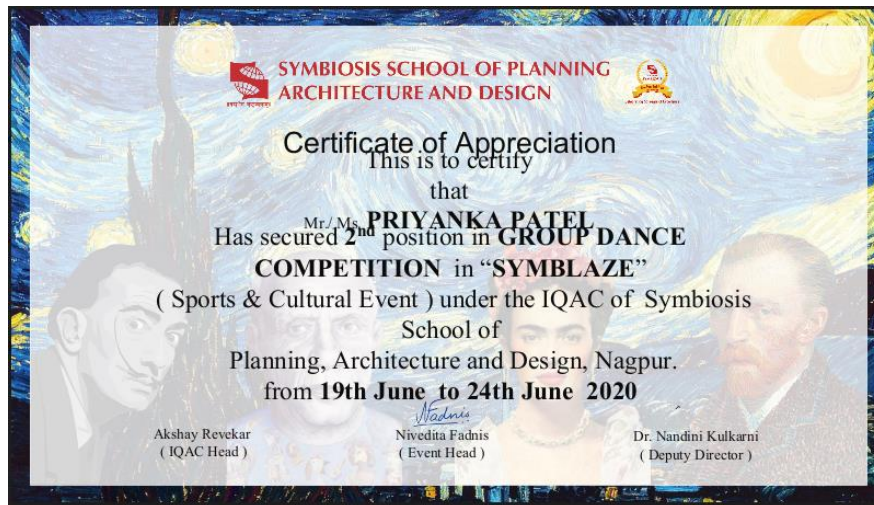 SYMBIOSIS SCHOOL OF PLANNING
ARCHITECTURE AND DESIGN
Certificate of Appreciation
This is to certify
that
Mr./Ms. PRIYANKA PATEL
Has secured 2nd position in GROUP DANCE
COMPETITION in “SYMBLAZE”
( Sports & Cultural Event ) under the IQAC of Symbiosis
School of
Planning, Architecture and Design, Nagpur.
from 19th June to 24th June 2020
Nfadnis
Akshay Revekar
( IQAC Head )
Nivedita Fadnis
( Event Head )
Dr. Nandini Kulkarni
( Deputy Director )